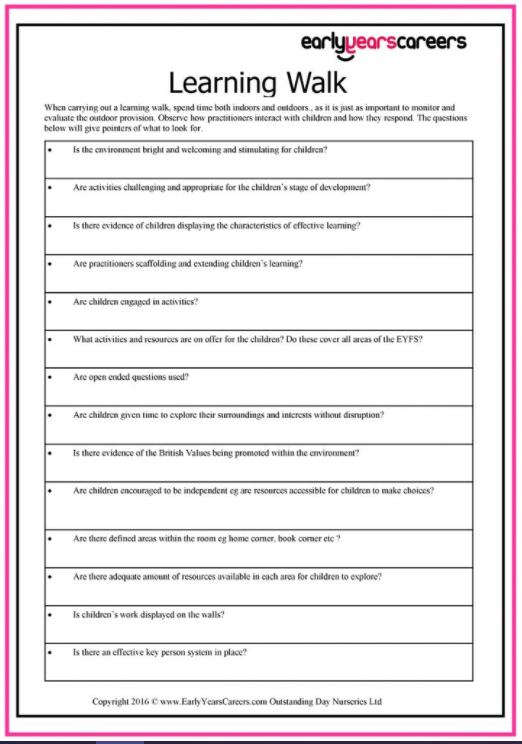 earlyyearscareers
Learning Walk
When carrying out a learning walk, spend time both indoors and outdoors., as it is just as important to monitor and
evaluate the outdoor provision. Observe how practitioners interact with children and how they respond. The questions
below will give pointers of what to look for.
• Is the environment bright and welcoming and stimulating for children?
• Are activities challenging and appropriate for the children's stage of development?
• Is there evidence of children displaying the characteristics of effective learning?
• Are practitioners scaffolding and extending children's learning?
• Are children engaged in activities?
• What activities and resources are on offer for the children? Do these cover all areas of the EYFS?
• Are open ended questions used?
• Are children given time to explore their surroundings and interests without disruption?
• Is there evidence of the British Values being promoted within the environment?
• Are children encouraged to be independent eg are resources accessible for children to make choices?
• Are there defined areas within the room eg home corner, book corner etc ?
• Are there adequate amount of resources available in each area for children to explore?
• Is children's work displayed on the walls?
• Is there an effective key person system in place?
Copyright 2016 © www.EarlyYearsCareers.com Outstanding Day Nurseries Ltd